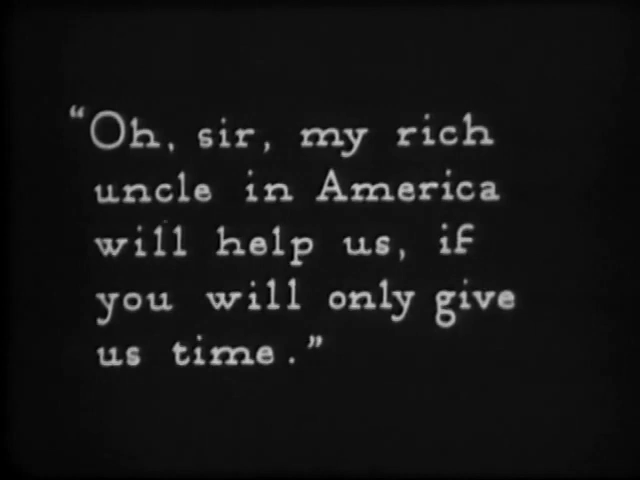 “Oh, sir, my rich
uncle in America
will help us, if
you will only give
us time.”